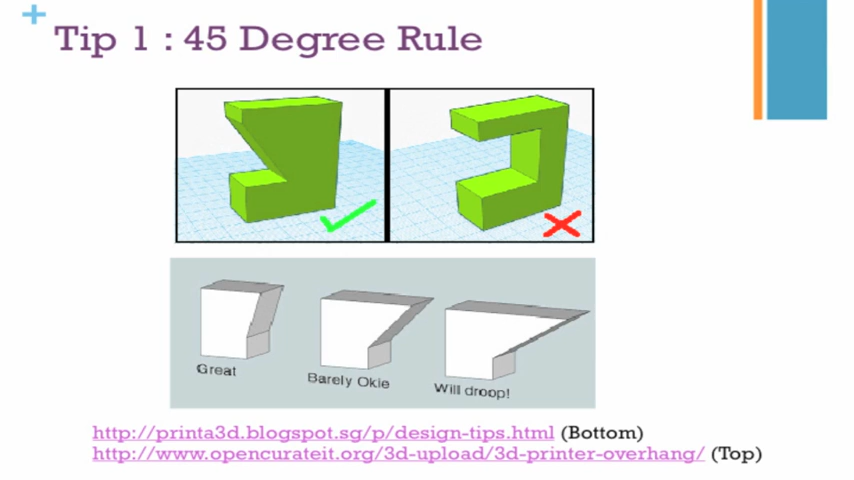 Tip 1 : 45 Degree Rule
Great
Barely Okie
Will droop!
http://printa3d.blogspot.sg/p/design-tips.html (Bottom)
http://www.opencurateit.org/3d-upload/3d-printer-overhang/ (Top)